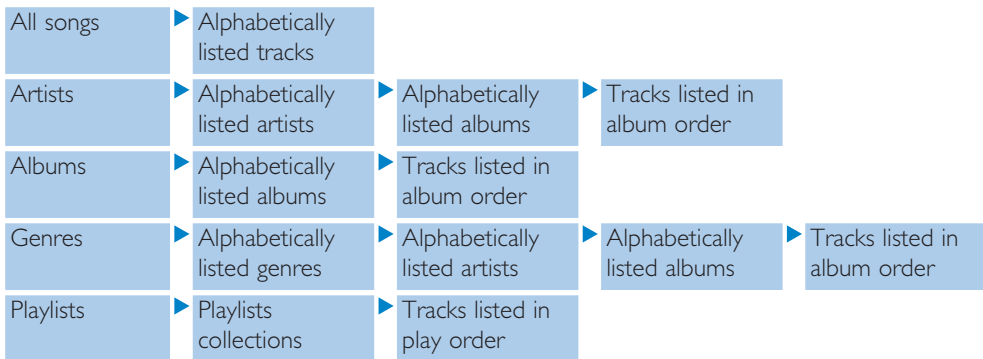 All songs
Alphabetically
listed tracks
Artists
Alphabetically
listed artists
Alphabetically
listed albums
Tracks listed in
album order
Albums
Alphabetically
listed albums
Tracks listed in
album order
Genres
Alphabetically
listed genres
Alphabetically
listed artists
Alphabetically
listed albums
Tracks listed in
album order
Playlists
Playlists
collections
Tracks listed in
play order